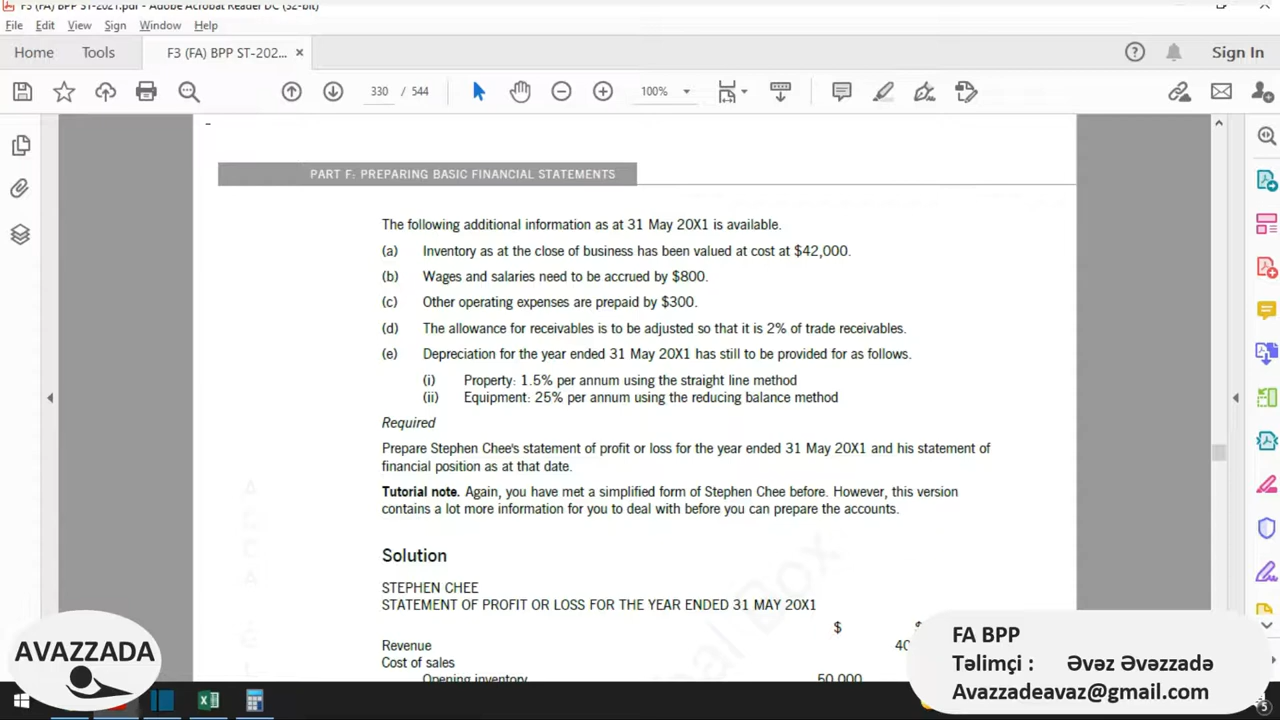 F3 (FA) BPP ST-2021.pdf - Adobe Acrobat Reader DC (32-bit)
File Edit View Sign Window Help
Home Tools F3 (FA) BPP ST-202... × Sign In
330 / 544 100%
PART F: PREPARING BASIC FINANCIAL STATEMENTS
The following additional information as at 31 May 20X1 is available.
(a) Inventory as at the close of business has been valued at cost at $42,000.
(b) Wages and salaries need to be accrued by $800.
(c) Other operating expenses are prepaid by $300.
(d) The allowance for receivables is to be adjusted so that it is 2% of trade receivables.
(e) Depreciation for the year ended 31 May 20X1 has still to be provided for as follows.
(i) Property: 1.5% per annum using the straight line method
(ii) Equipment: 25% per annum using the reducing balance method
Required
Prepare Stephen Chee's statement of profit or loss for the year ended 31 May 20X1 and his statement of
financial position as at that date.
Tutorial note. Again, you have met a simplified form of Stephen Chee before. However, this version
contains a lot more information for you to deal with before you can prepare the accounts.
Solution
STEPHEN CHEE
STATEMENT OF PROFIT OR LOSS FOR THE YEAR ENDED 31 MAY 20X1
$ $
Revenue 40
Cost of sales
Opening inventory 50,000
AVAZZADA
FA BPP
Təlimçi : Əvəz Əvəzzadə
Avazzadeavaz@gmail.com
5